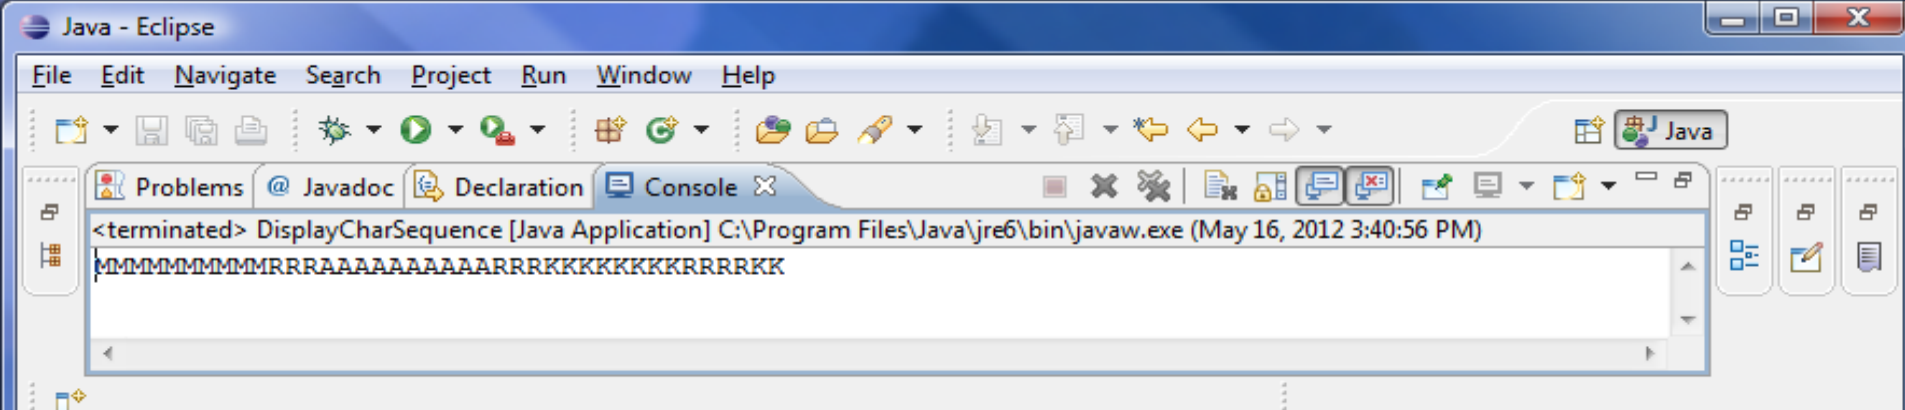 Java - Eclipse
File Edit Navigate Search Project Run Window Help
Java
Problems @ Javadoc Declaration Console
<terminated> DisplayCharSequence [Java Application] C:\Program Files\Java\jre6\bin\javaw.exe (May 16, 2012 3:40:56 PM)
MMMMMMMMMMRRRAAAAAAAAAARRRKKKKKKKKRRRRKK